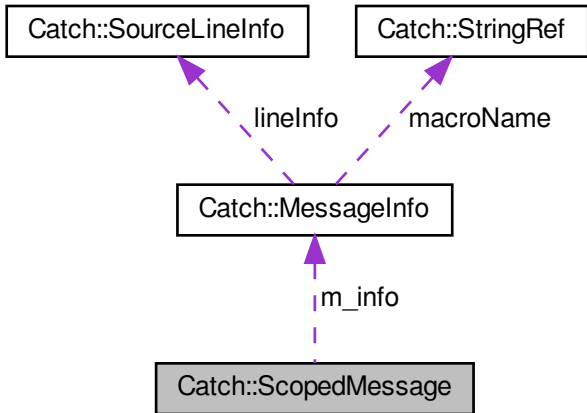 Catch::SourceLineInfo
Catch::StringRef
lineInfo
macroName
Catch::MessageInfo
m_info
Catch::ScopedMessage